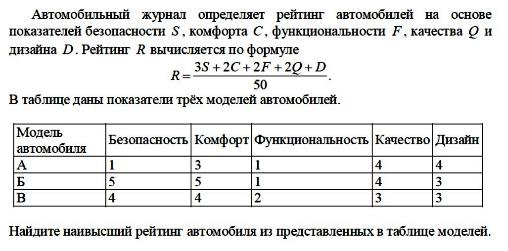 Автомобильный журнал определяет рейтинг автомобилей на основе
показателей безопасности S, комфорта C, функциональности F, качества Q и
дизайна D. Рейтинг R вычисляется по формуле
R = (3S + 2C + 2F + 2Q + D) / 50.
В таблице даны показатели трёх моделей автомобилей.
Модель автомобиля Безопасность Комфорт Функциональность Качество Дизайн
А 1 3 1 4 4
Б 5 5 1 4 3
В 4 4 2 3 3
Найдите наивысший рейтинг автомобиля из представленных в таблице моделей.